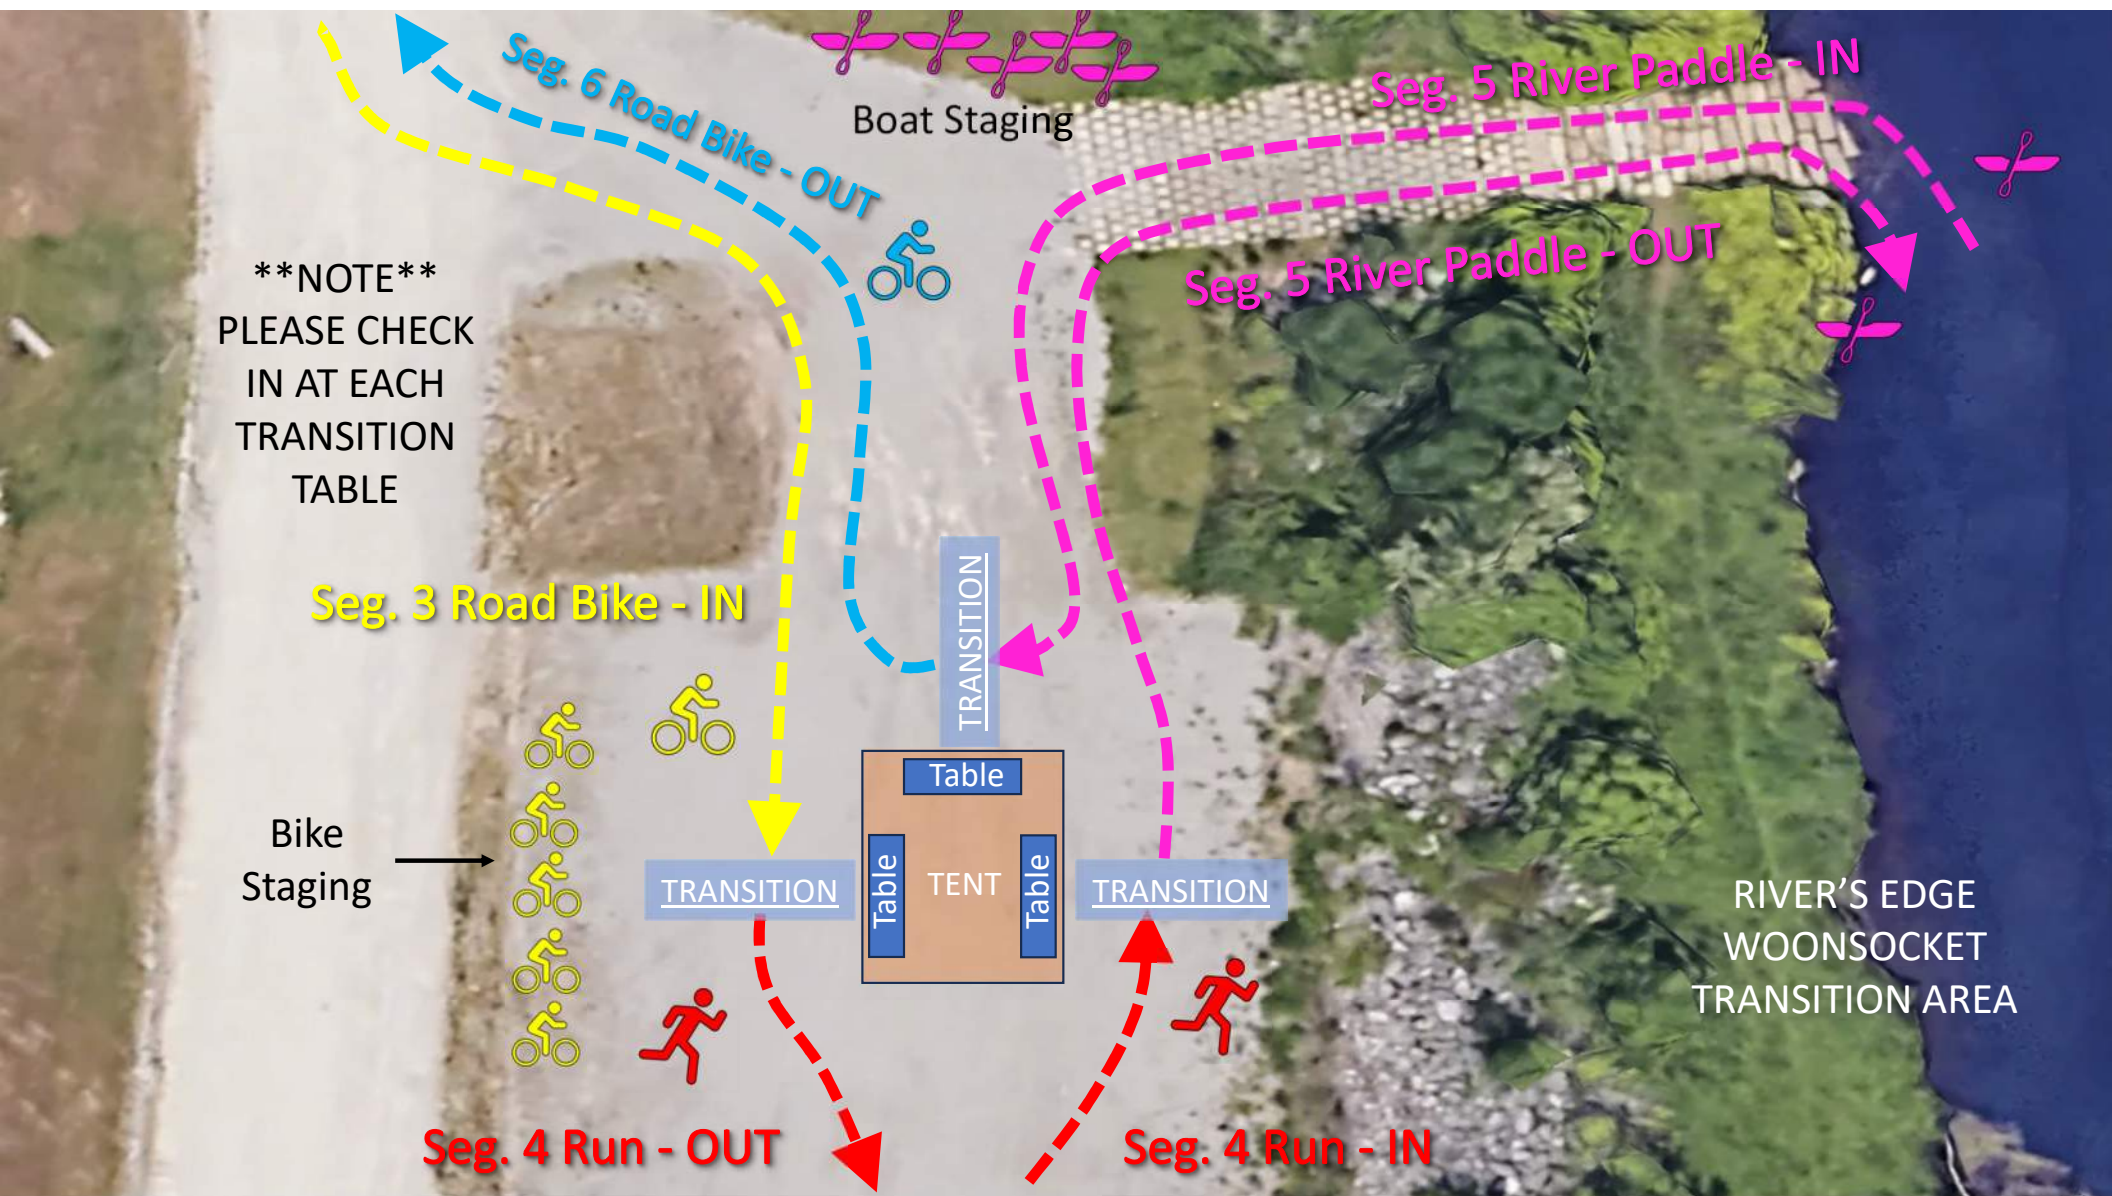 Seg. 6 Road Bike - OUT
Boat Staging
Seg. 5 River Paddle - IN
Seg. 5 River Paddle - OUT
**NOTE**
PLEASE CHECK
IN AT EACH
TRANSITION
TABLE
Seg. 3 Road Bike - IN
TRANSITION
Table
Bike
Staging
TRANSITION
Table
TENT
Table
TRANSITION
RIVER'S EDGE
WOONSOCKET
TRANSITION AREA
Seg. 4 Run - OUT
Seg. 4 Run - IN